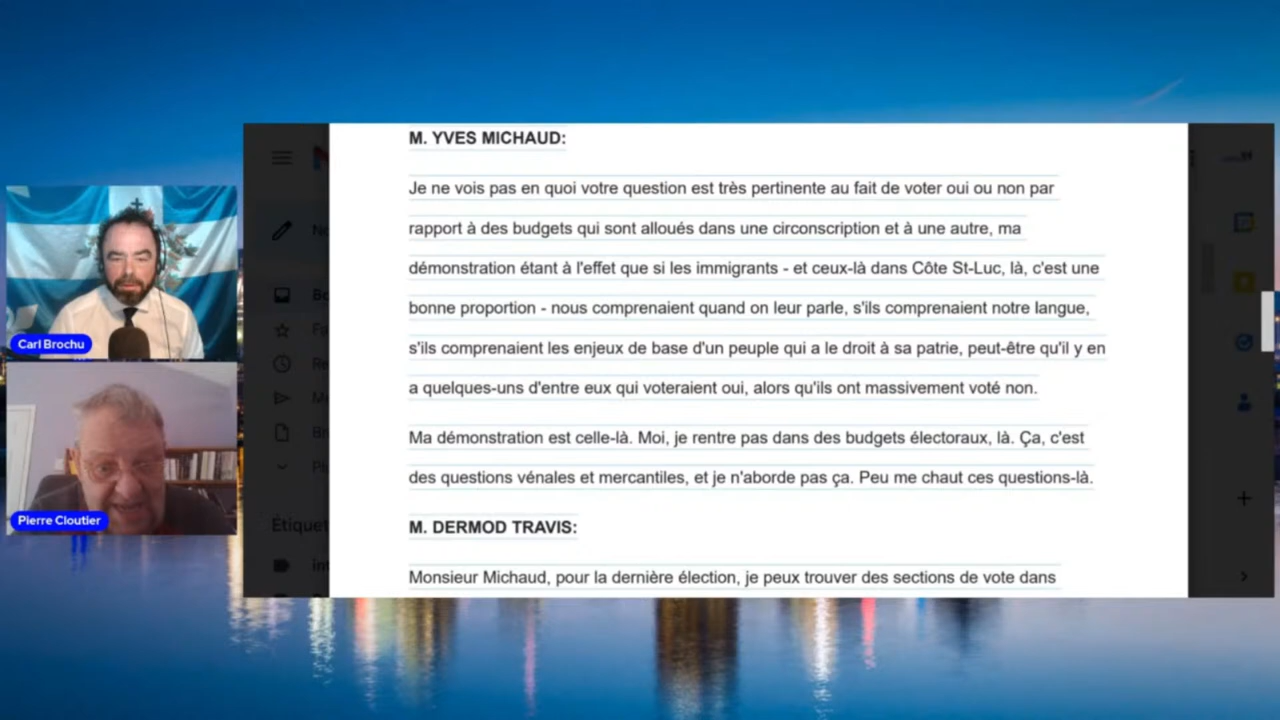 M. YVES MICHAUD:
Je ne vois pas en quoi votre question est très pertinente au fait de voter oui ou non par
rapport à des budgets qui sont alloués dans une circonscription et à une autre, ma
démonstration étant à l'effet que si les immigrants - et ceux-là dans Côte St-Luc, là, c'est une
bonne proportion - nous comprenaient quand on leur parle, s'ils comprenaient notre langue,
s'ils comprenaient les enjeux de base d'un peuple qui a le droit à sa patrie, peut-être qu'il y en
a quelques-uns d'entre eux qui voteraient oui, alors qu'ils ont massivement voté non.
Ma démonstration est celle-là. Moi, je rentre pas dans des budgets électoraux, là. Ça, c'est
des questions vénales et mercantiles, et je n'aborde pas ça. Peu me chaut ces questions-là.
M. DERMOD TRAVIS:
Monsieur Michaud, pour la dernière élection, je peux trouver des sections de vote dans
Carl Brochu
Pierre Cloutier
Étiquet